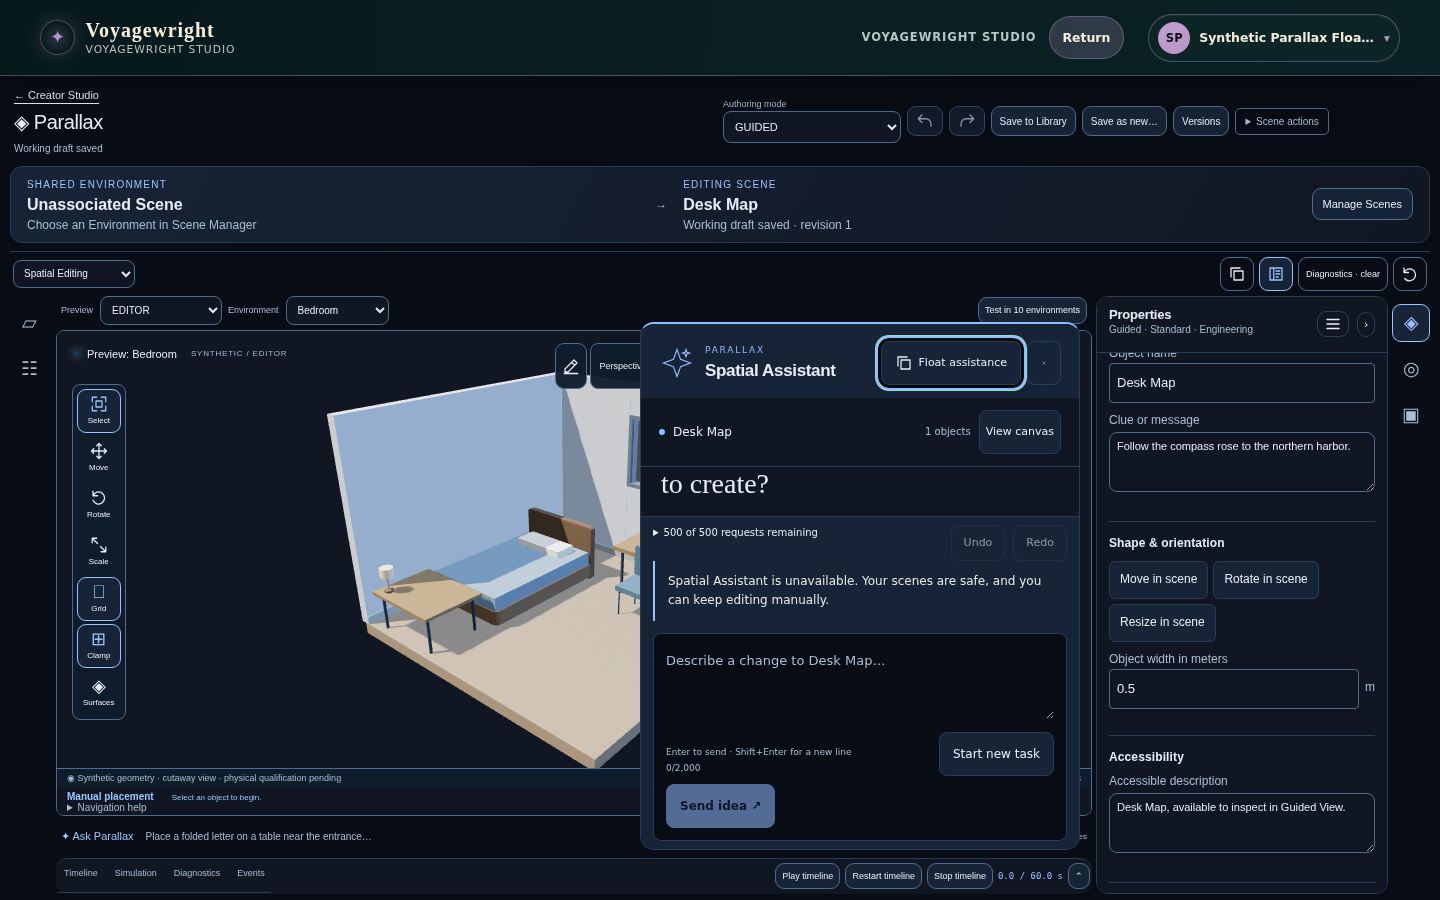 Voyagewright
VOYAGEWRIGHT STUDIO
VOYAGEWRIGHT STUDIO
Return
SP
Synthetic Parallax Floa…
← Creator Studio
◈ Parallax
Working draft saved
Authoring mode
GUIDED
Save to Library
Save as new…
Versions
Scene actions
SHARED ENVIRONMENT
Unassociated Scene
Choose an Environment in Scene Manager
→
EDITING SCENE
Desk Map
Working draft saved · revision 1
Manage Scenes
Spatial Editing
Diagnostics · clear
Preview
EDITOR
Environment
Bedroom
Test in 10 environments
Preview: Bedroom
SYNTHETIC / EDITOR
Select
Move
Rotate
Scale
Grid
Clamp
Surfaces
PARALLAX
Spatial Assistant
Float assistance
Desk Map
1 objects
View canvas
to create?
500 of 500 requests remaining
Undo
Redo
Spatial Assistant is unavailable. Your scenes are safe, and you
can keep editing manually.
Describe a change to Desk Map…
Enter to send · Shift+Enter for a new line
0/2,000
Start new task
Send idea ↗
Synthetic geometry · cutaway view · physical qualification pending
Manual placement
Select an object to begin.
Navigation help
✦ Ask Parallax
Place a folded letter on a table near the entrance…
Timeline
Simulation
Diagnostics
Events
Play timeline
Restart timeline
Stop timeline
0.0 / 60.0 s
Properties
Guided · Standard · Engineering
Object name
Desk Map
Clue or message
Follow the compass rose to the northern harbor.
Shape & orientation
Move in scene
Rotate in scene
Resize in scene
Object width in meters
0.5
m
Accessibility
Accessible description
Desk Map, available to inspect in Guided View.